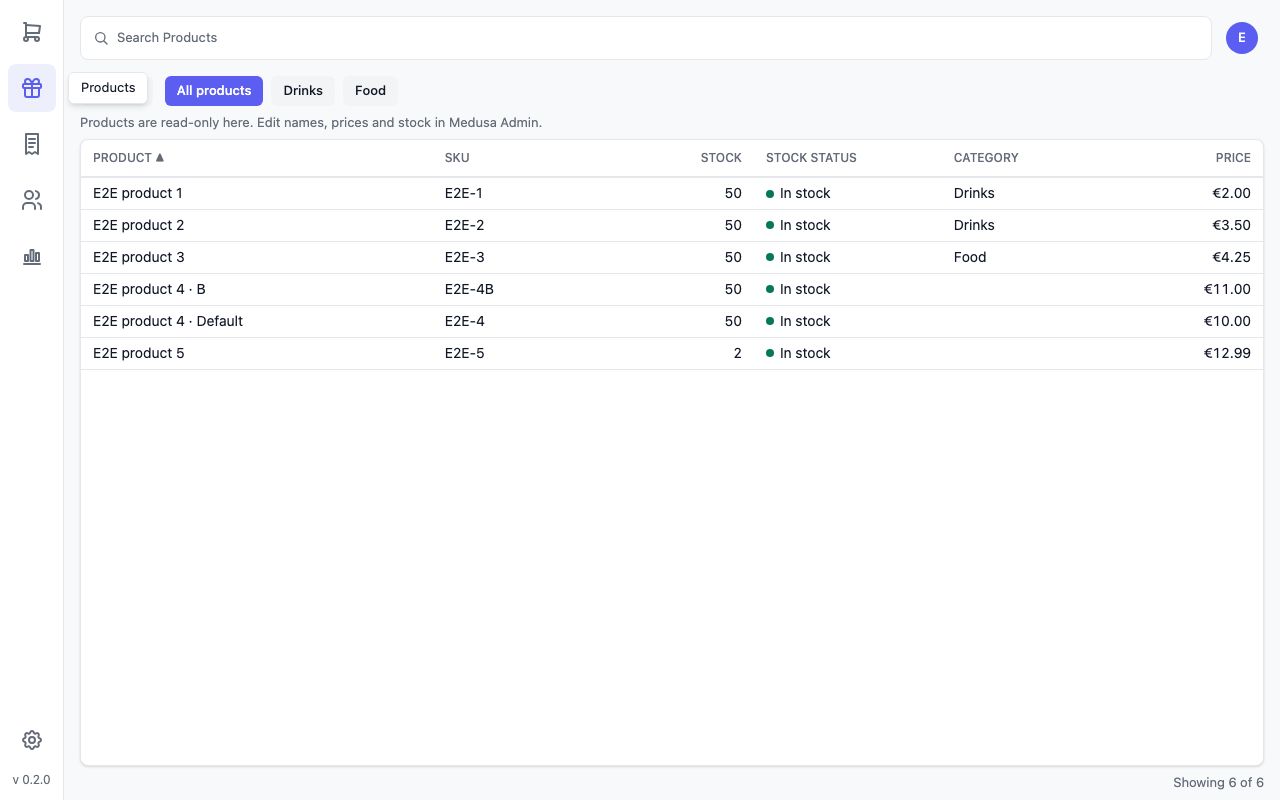 Search Products
E
Products
All products Drinks Food
Products are read-only here. Edit names, prices and stock in Medusa Admin.
PRODUCT ▲ SKU STOCK STOCK STATUS CATEGORY PRICE
E2E product 1 E2E-1 50 In stock Drinks €2.00
E2E product 2 E2E-2 50 In stock Drinks €3.50
E2E product 3 E2E-3 50 In stock Food €4.25
E2E product 4 · B E2E-4B 50 In stock €11.00
E2E product 4 · Default E2E-4 50 In stock €10.00
E2E product 5 E2E-5 2 In stock €12.99
v 0.2.0
Showing 6 of 6